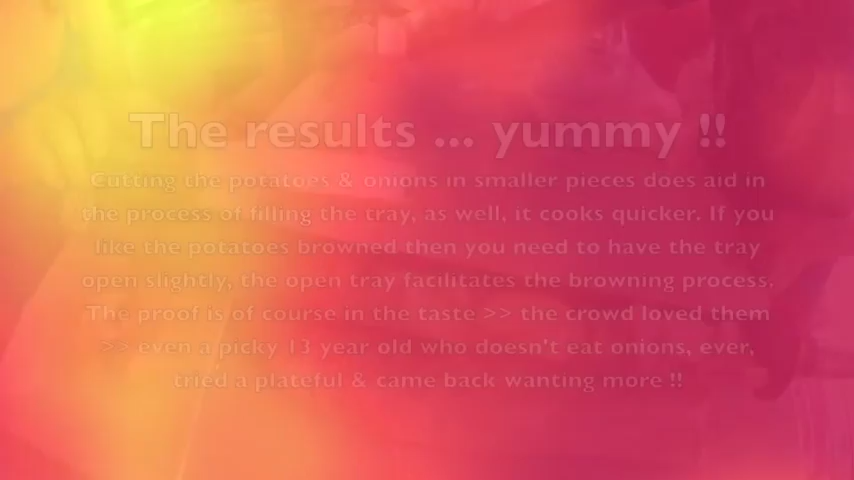 The results ... yummy !!
Cutting the potatoes & onions in smaller pieces does aid in
the process of filling the tray, as well, it cooks quicker. If you
like the potatoes browned then you need to have the tray
open slightly, the open tray facilitates the browning process.
The proof is of course in the taste >> the crowd loved them
>> even a picky 13 year old who doesn't eat onions, ever,
tried a plateful & came back wanting more !!